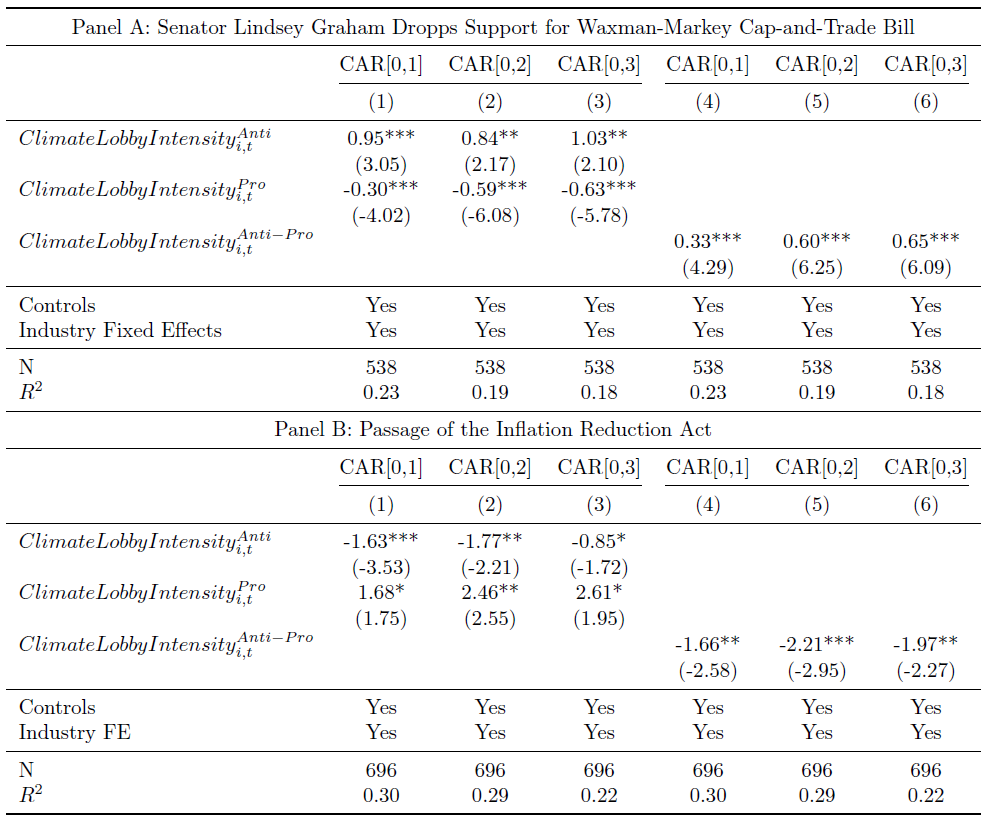 Panel A: Senator Lindsey Graham Dropps Support for Waxman-Markey Cap-and-Trade Bill
CAR[0,1] CAR[0,2] CAR[0,3] CAR[0,1] CAR[0,2] CAR[0,3]
(1) (2) (3) (4) (5) (6)
ClimateLobbyIntensity^{Anti}_{i,t} 0.95*** 0.84** 1.03**
(3.05) (2.17) (2.10)
ClimateLobbyIntensity^{Pro}_{i,t} -0.30*** -0.59*** -0.63***
(-4.02) (-6.08) (-5.78)
ClimateLobbyIntensity^{Anti-Pro}_{i,t} 0.33*** 0.60*** 0.65***
(4.29) (6.25) (6.09)
Controls Yes Yes Yes Yes Yes Yes
Industry Fixed Effects Yes Yes Yes Yes Yes Yes
N 538 538 538 538 538 538
R² 0.23 0.19 0.18 0.23 0.19 0.18
Panel B: Passage of the Inflation Reduction Act
CAR[0,1] CAR[0,2] CAR[0,3] CAR[0,1] CAR[0,2] CAR[0,3]
(1) (2) (3) (4) (5) (6)
ClimateLobbyIntensity^{Anti}_{i,t} -1.63*** -1.77** -0.85*
(-3.53) (-2.21) (-1.72)
ClimateLobbyIntensity^{Pro}_{i,t} 1.68* 2.46** 2.61*
(1.75) (2.55) (1.95)
ClimateLobbyIntensity^{Anti-Pro}_{i,t} -1.66** -2.21*** -1.97**
(-2.58) (-2.95) (-2.27)
Controls Yes Yes Yes Yes Yes Yes
Industry FE Yes Yes Yes Yes Yes Yes
N 696 696 696 696 696 696
R² 0.30 0.29 0.22 0.30 0.29 0.22